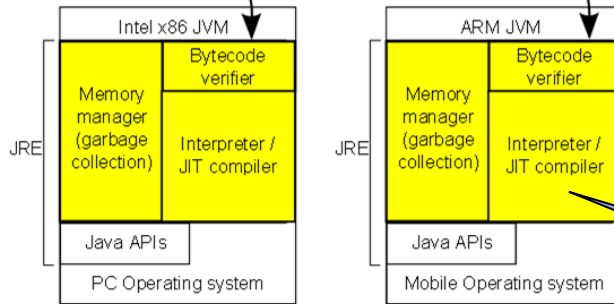 Intel x86 JVM
Bytecode
verifier
Memory
manager
(garbage
collection)
Interpreter /
JIT compiler
JRE
Java APIs
PC Operating system
ARM JVM
Bytecode
verifier
Memory
manager
(garbage
collection)
Interpreter /
JIT compiler
JRE
Java APIs
Mobile Operating system